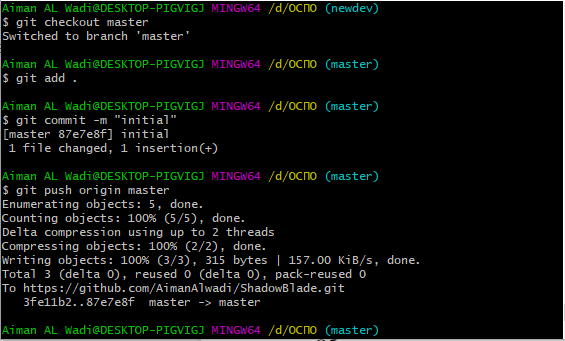 Aiman AL Wadi@DESKTOP-PIGVIGJ MINGW64 /d/ОСПО (newdev)
$ git checkout master
Switched to branch 'master'
Aiman AL Wadi@DESKTOP-PIGVIGJ MINGW64 /d/ОСПО (master)
$ git add .
Aiman AL Wadi@DESKTOP-PIGVIGJ MINGW64 /d/ОСПО (master)
$ git commit -m "initial"
[master 87e7e8f] initial
1 file changed, 1 insertion(+)
Aiman AL Wadi@DESKTOP-PIGVIGJ MINGW64 /d/ОСПО (master)
$ git push origin master
Enumerating objects: 5, done.
Counting objects: 100% (5/5), done.
Delta compression using up to 2 threads
Compressing objects: 100% (2/2), done.
Writing objects: 100% (3/3), 315 bytes | 157.00 KiB/s, done.
Total 3 (delta 0), reused 0 (delta 0), pack-reused 0
To https://github.com/AimanAlwadi/ShadowBlade.git
3fe11b2..87e7e8f  master -> master
Aiman AL Wadi@DESKTOP-PIGVIGJ MINGW64 /d/ОСПО (master)